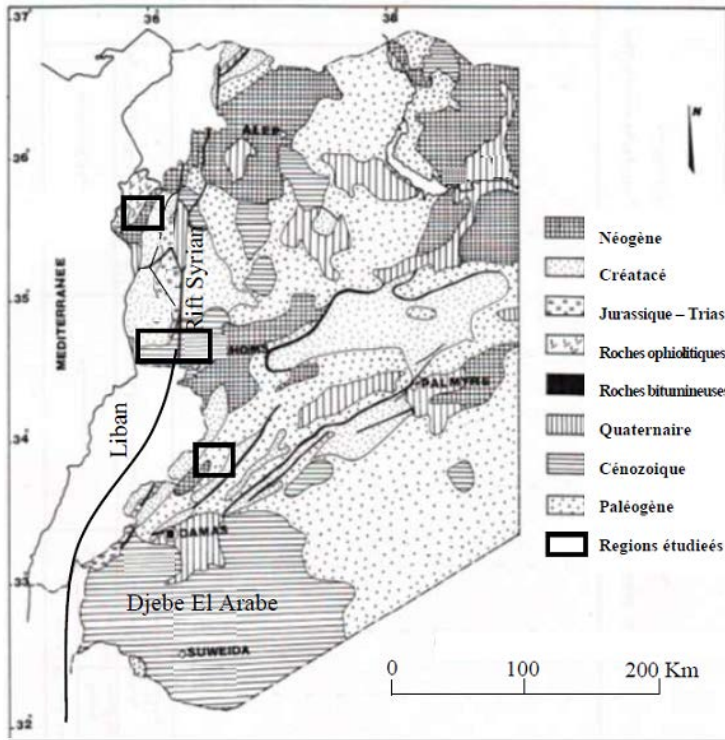 37°
36°
38°
N
ALEP
36°
Néogène
Créatacé
Rift Syrian
35°
Jurassique – Trias
MEDITERRANEE
Roches ophiolitiques
HOMS
PALMYRE
Roches bitumineuses
Quaternaire
Liban
34°
Cénozoique
Paléogène
DAMAS
Regions étudieés
33°
Djebe El Arabe
SUWEIDA
0 100 200 Km
32°